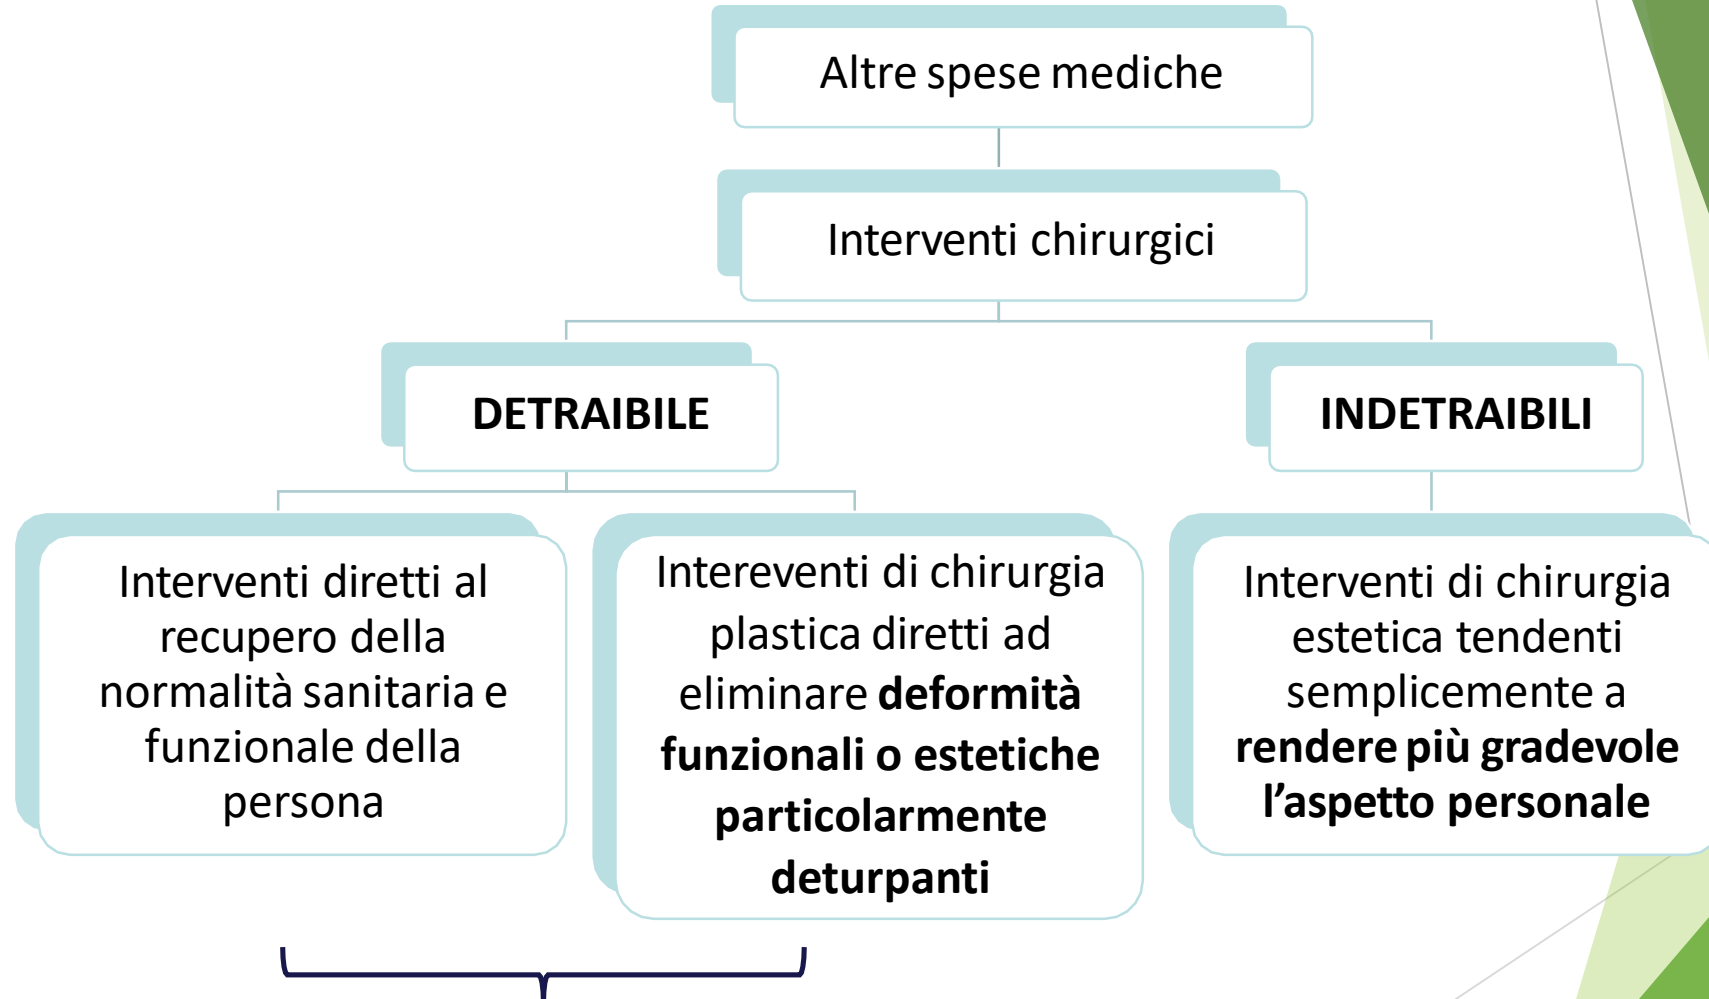 Altre spese mediche
Interventi chirurgici
DETRAIBILE
INDETRAIBILI
Interventi diretti al
recupero della
normalità sanitaria e
funzionale della
persona
Intereventi di chirurgia
plastica diretti ad
eliminare deformità
funzionali o estetiche
particolarmente
deturpanti
Interventi di chirurgia
estetica tendenti
semplicemente a
rendere più gradevole
l’aspetto personale